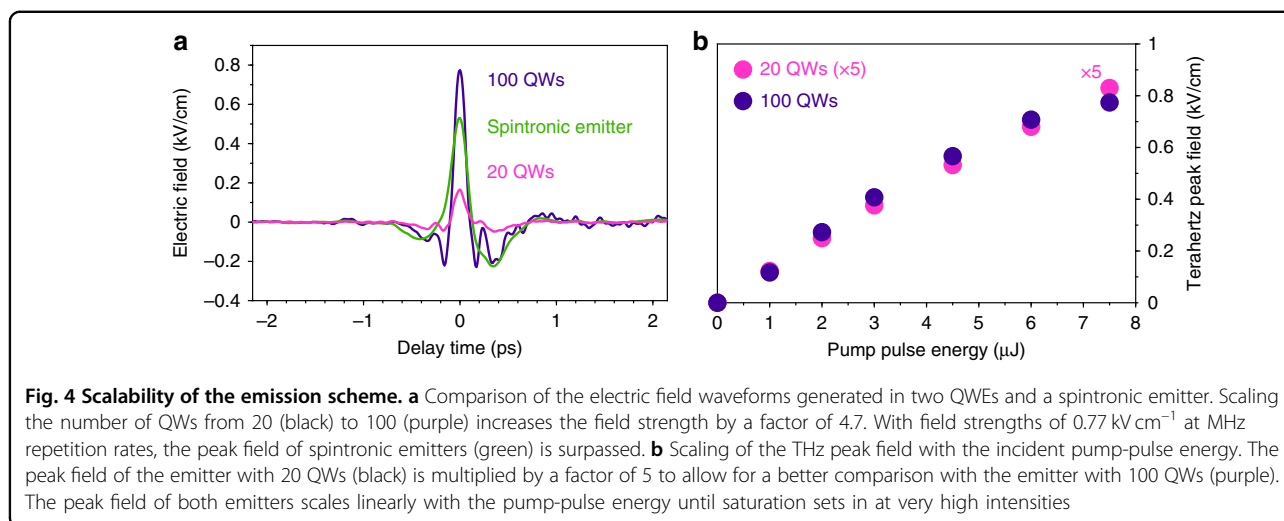 a
0.8
0.6
0.4
0.2
0
–0.2
–0.4
Electric field (kV/cm)
100 QWs
Spintronic emitter
20 QWs
–2
–1
0
1
2
Delay time (ps)
b
20 QWs (×5)
100 QWs
×5
1
0.8
0.6
0.4
0.2
0
Terahertz peak field (kV/cm)
0
1
2
3
4
5
6
7
8
Pump pulse energy (μJ)
Fig. 4 Scalability of the emission scheme. a Comparison of the electric field waveforms generated in two QWEs and a spintronic emitter. Scaling
the number of QWs from 20 (black) to 100 (purple) increases the field strength by a factor of 4.7. With field strengths of 0.77 kV cm⁻¹ at MHz
repetition rates, the peak field of spintronic emitters (green) is surpassed. b Scaling of the THz peak field with the incident pump-pulse energy. The
peak field of the emitter with 20 QWs (black) is multiplied by a factor of 5 to allow for a better comparison with the emitter with 100 QWs (purple).
The peak field of both emitters scales linearly with the pump-pulse energy until saturation sets in at very high intensities